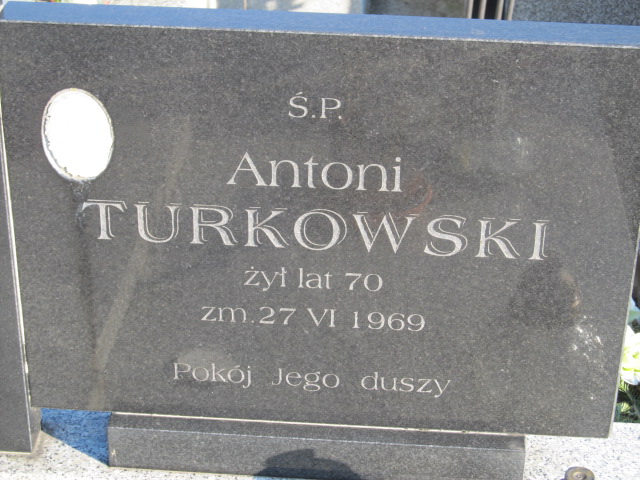 Ś.P.
Antoni
TURKOWSKI
żył lat 70
zm. 27 VI 1969
Pokój Jego duszy